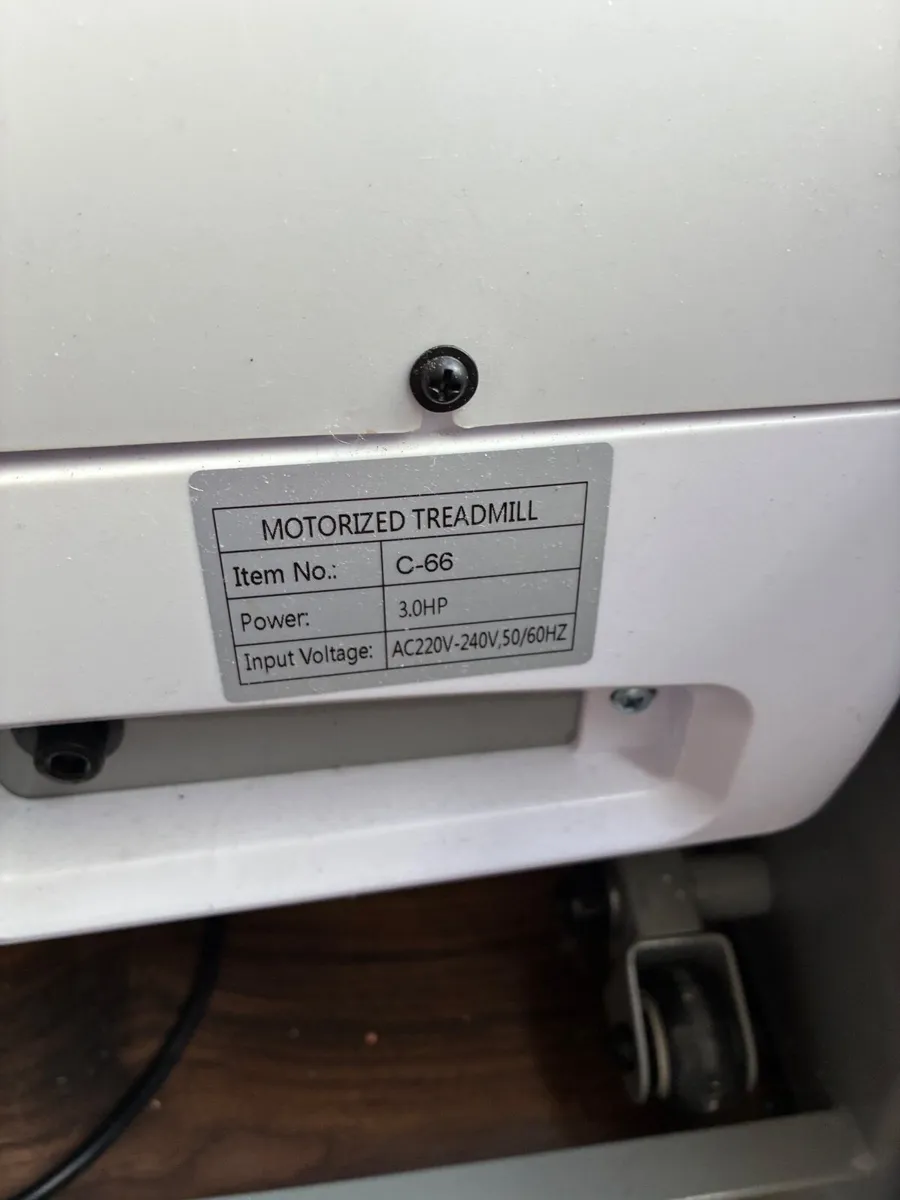 MOTORIZED TREADMILL
Item No.: C-66
Power: 3.0HP
Input Voltage: AC220V-240V,50/60HZ